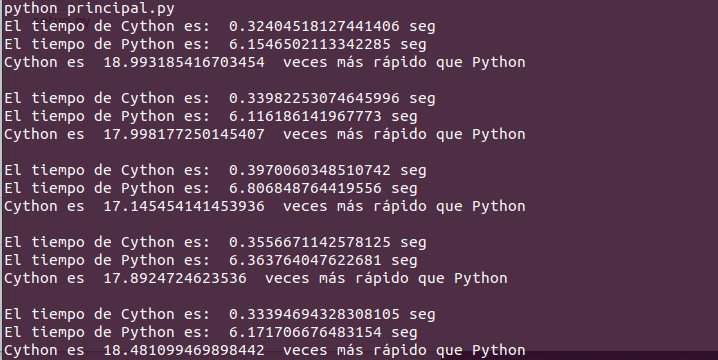 python principal.py
El tiempo de Cython es:  0.32404518127441406 seg
El tiempo de Python es:  6.1546502113342285 seg
Cython es  18.993185416703454  veces más rápido que Python
El tiempo de Cython es:  0.33982253074645996 seg
El tiempo de Python es:  6.116186141967773 seg
Cython es  17.998177250145407  veces más rápido que Python
El tiempo de Cython es:  0.3970060348510742 seg
El tiempo de Python es:  6.806848764419556 seg
Cython es  17.145454141453936  veces más rápido que Python
El tiempo de Cython es:  0.3556671142578125 seg
El tiempo de Python es:  6.363764047622681 seg
Cython es  17.8924724623536  veces más rápido que Python
El tiempo de Cython es:  0.33394694328308105 seg
El tiempo de Python es:  6.171706676483154 seg
Cython es  18.481099469898442  veces más rápido que Python